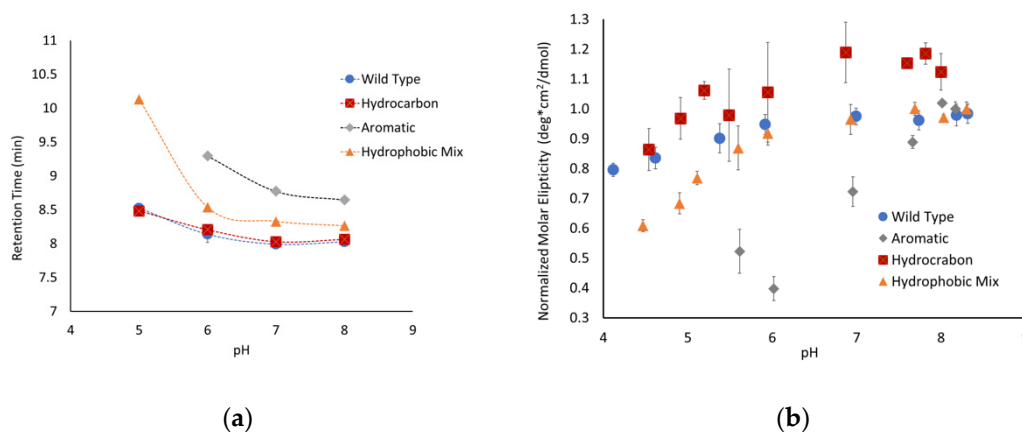 11
10.5
10
9.5
9
8.5
8
7.5
7
4 5 6 7 8 9
Retention Time (min)
pH
Wild Type
Hydrocarbon
Aromatic
Hydrophobic Mix
(a)
1.3
1.2
1.1
1.0
0.9
0.8
0.7
0.6
0.5
0.4
0.3
4 5 6 7 8
Normalized Molar Elipticity (deg*cm²/dmol)
pH
Wild Type
Aromatic
Hydrocrabon
Hydrophobic Mix
(b)